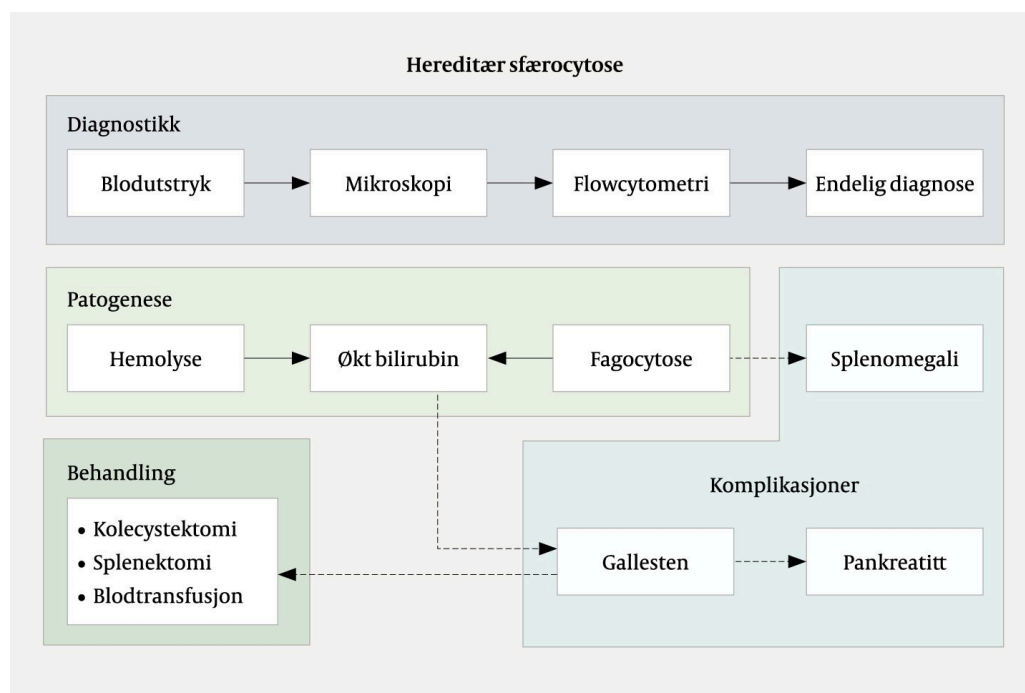 Hereditær sfærocytose
Diagnostikk
Blodutstryk
Mikroskopi
Flowcytometri
Endelig diagnose
Patogenese
Hemolyse
Økt bilirubin
Fagocytose
Splenomegali
Behandling
• Kolecystektomi
• Splenektomi
• Blodtransfusjon
Komplikasjoner
Gallesten
Pankreatitt